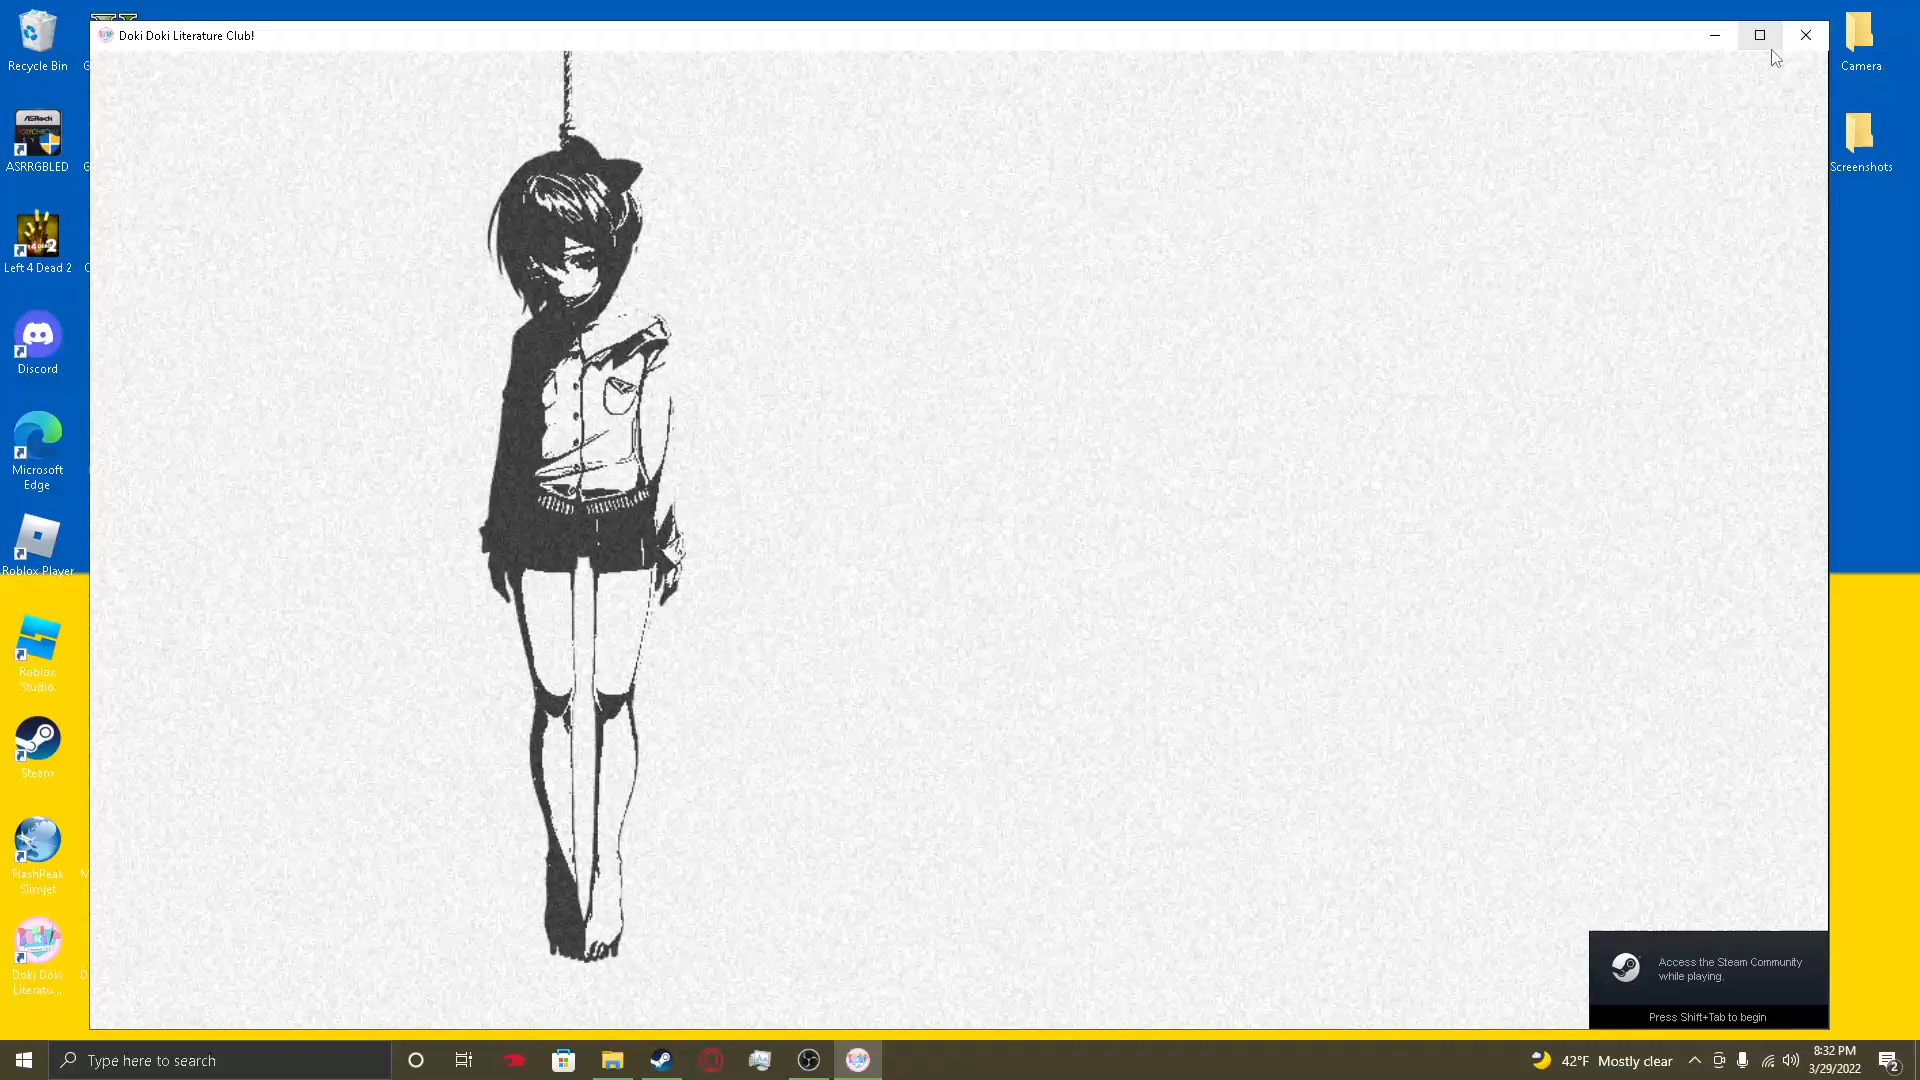 Doki Doki Literature Club!
Recycle Bin
G
Camera
ASRock
ASRRGBLED
G
Screenshots
Left 4 Dead 2
C
Discord
Microsoft
Edge
Roblox Player
Roblox
Studio
Steam
FlashPeak
Slimjet
M
Doki Doki
Literatu...
D
Access the Steam Community
while playing.
Press Shift+Tab to begin
Type here to search
42°F Mostly clear
8:32 PM
3/29/2022
2